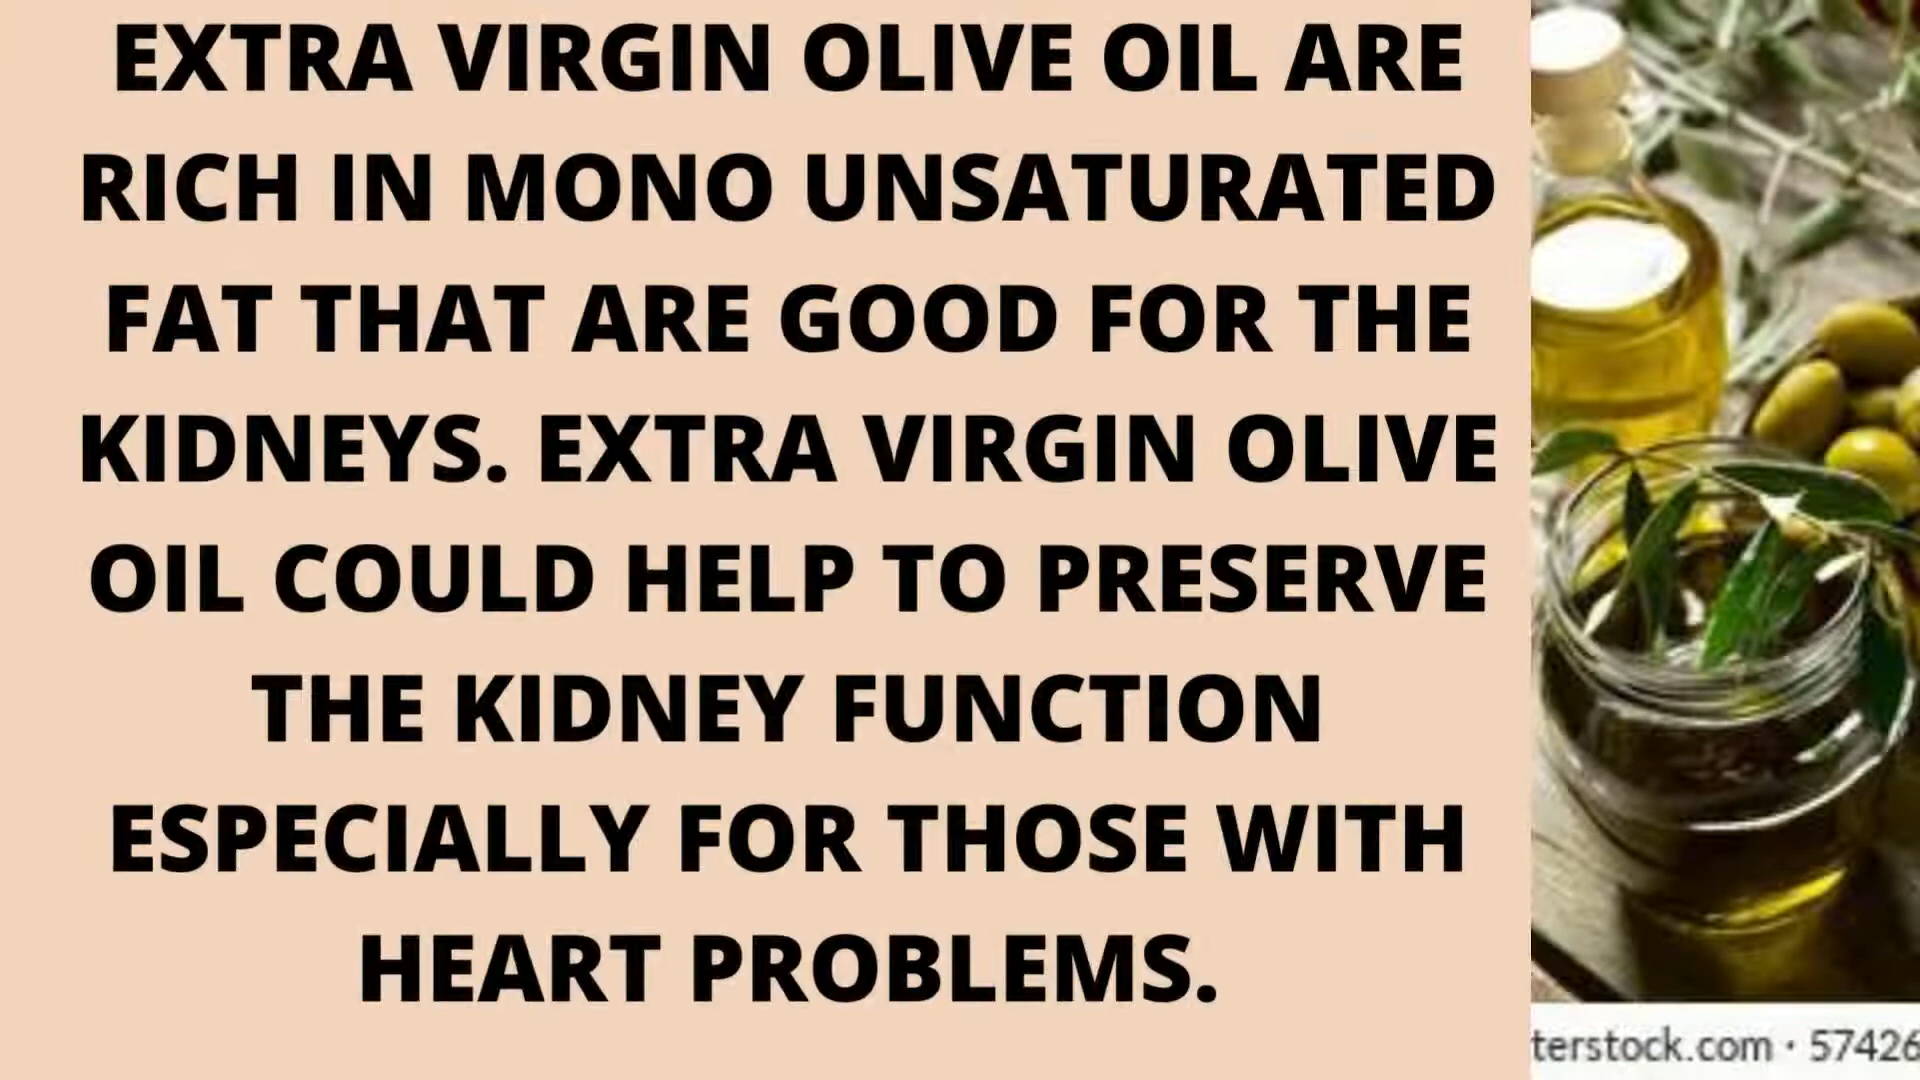 EXTRA VIRGIN OLIVE OIL ARE
RICH IN MONO UNSATURATED
FAT THAT ARE GOOD FOR THE
KIDNEYS. EXTRA VIRGIN OLIVE
OIL COULD HELP TO PRESERVE
THE KIDNEY FUNCTION
ESPECIALLY FOR THOSE WITH
HEART PROBLEMS.
terstock.com · 57426